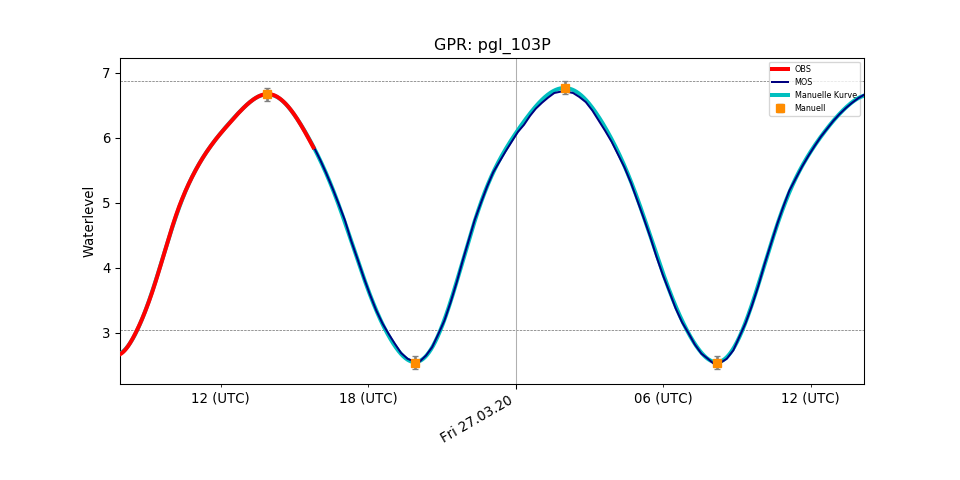 GPR: pgl_103P
OBS
MOS
Manuelle Kurve
Manuell
Waterlevel
7
6
5
4
3
12 (UTC)
18 (UTC)
Fri 27.03.20
06 (UTC)
12 (UTC)